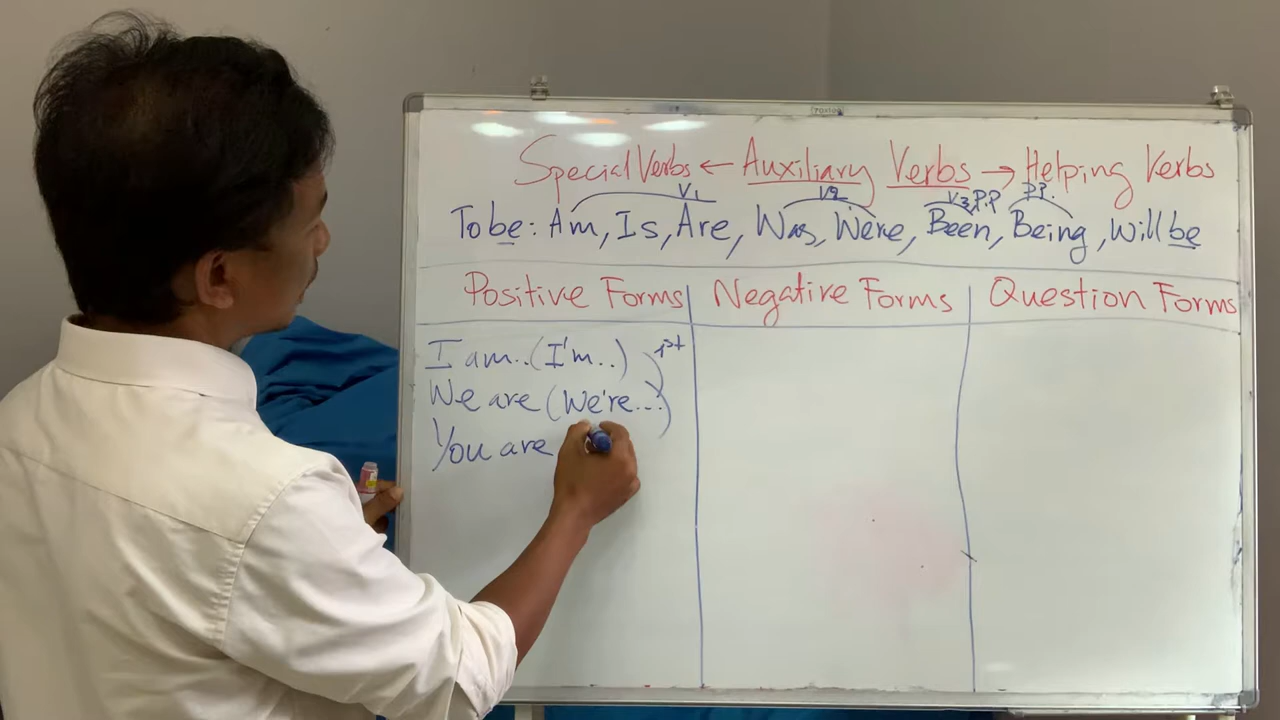 Special Verbs ← Auxiliary Verbs → Helping Verbs
V1 V2 V3 P.P P.P.
To be: Am, Is, Are, Was, Were, Been, Being, Will be
Positive Forms Negative Forms Question Forms
I am..(I'm..) 1st
We are (We're...)
You are